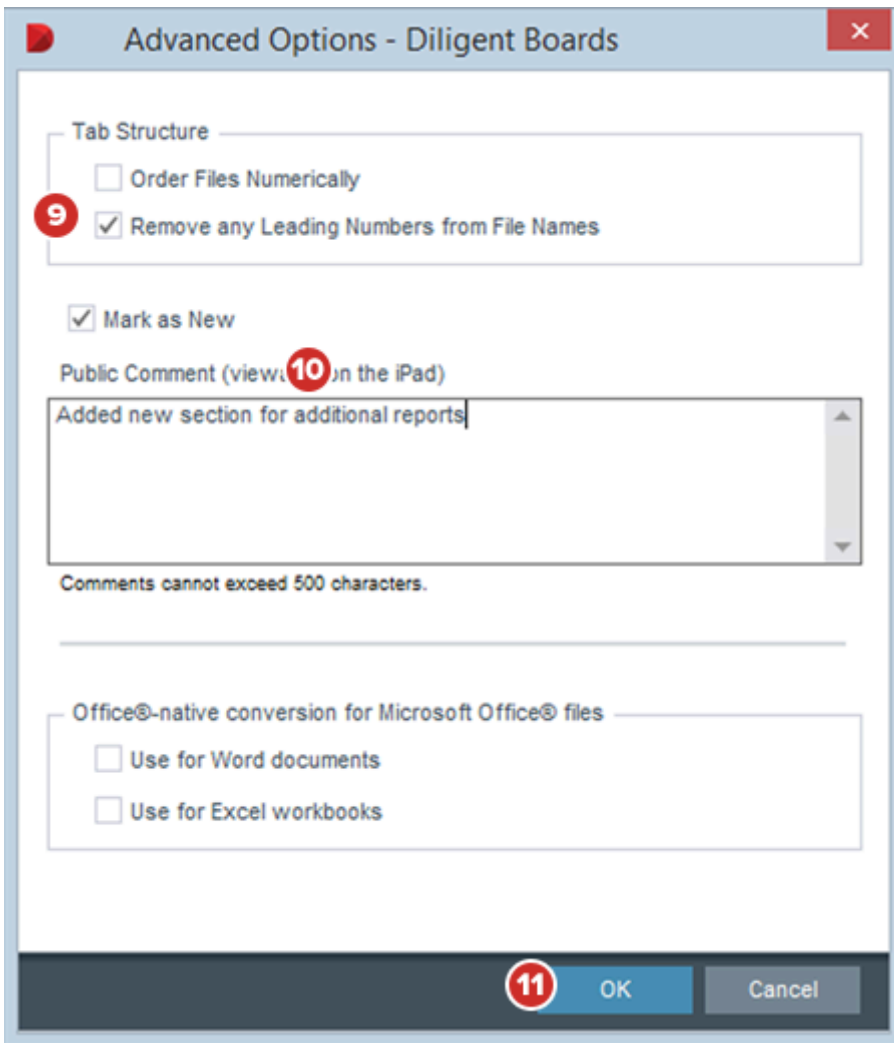 Advanced Options - Diligent Boards
Tab Structure
Order Files Numerically
9
Remove any Leading Numbers from File Names
Mark as New
Public Comment (view 10 on the iPad)
Added new section for additional reports
Comments cannot exceed 500 characters.
Office®-native conversion for Microsoft Office® files
Use for Word documents
Use for Excel workbooks
11 OK Cancel